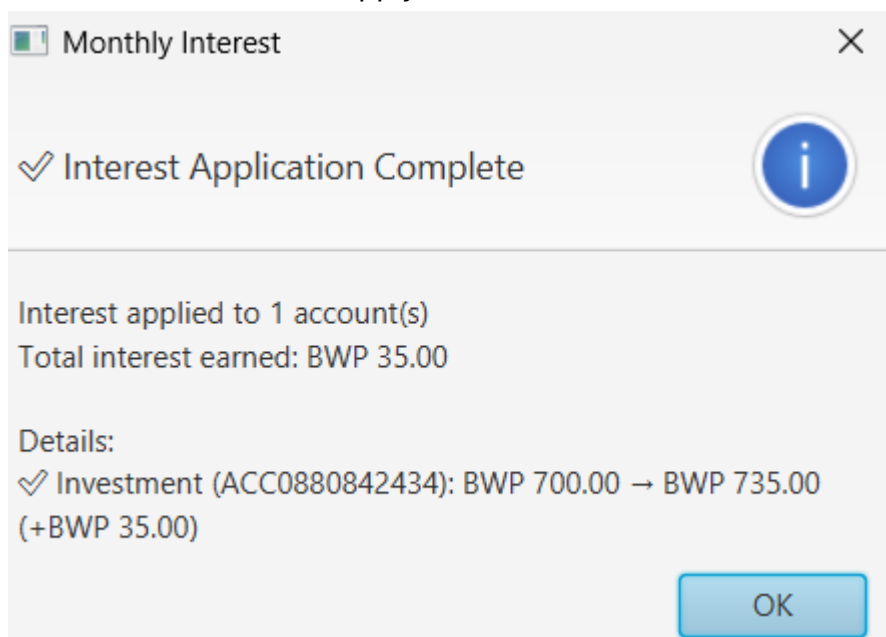 Monthly Interest
✓ Interest Application Complete
i
Interest applied to 1 account(s)
Total interest earned: BWP 35.00
Details:
✓ Investment (ACC0880842434): BWP 700.00 → BWP 735.00
(+BWP 35.00)
OK